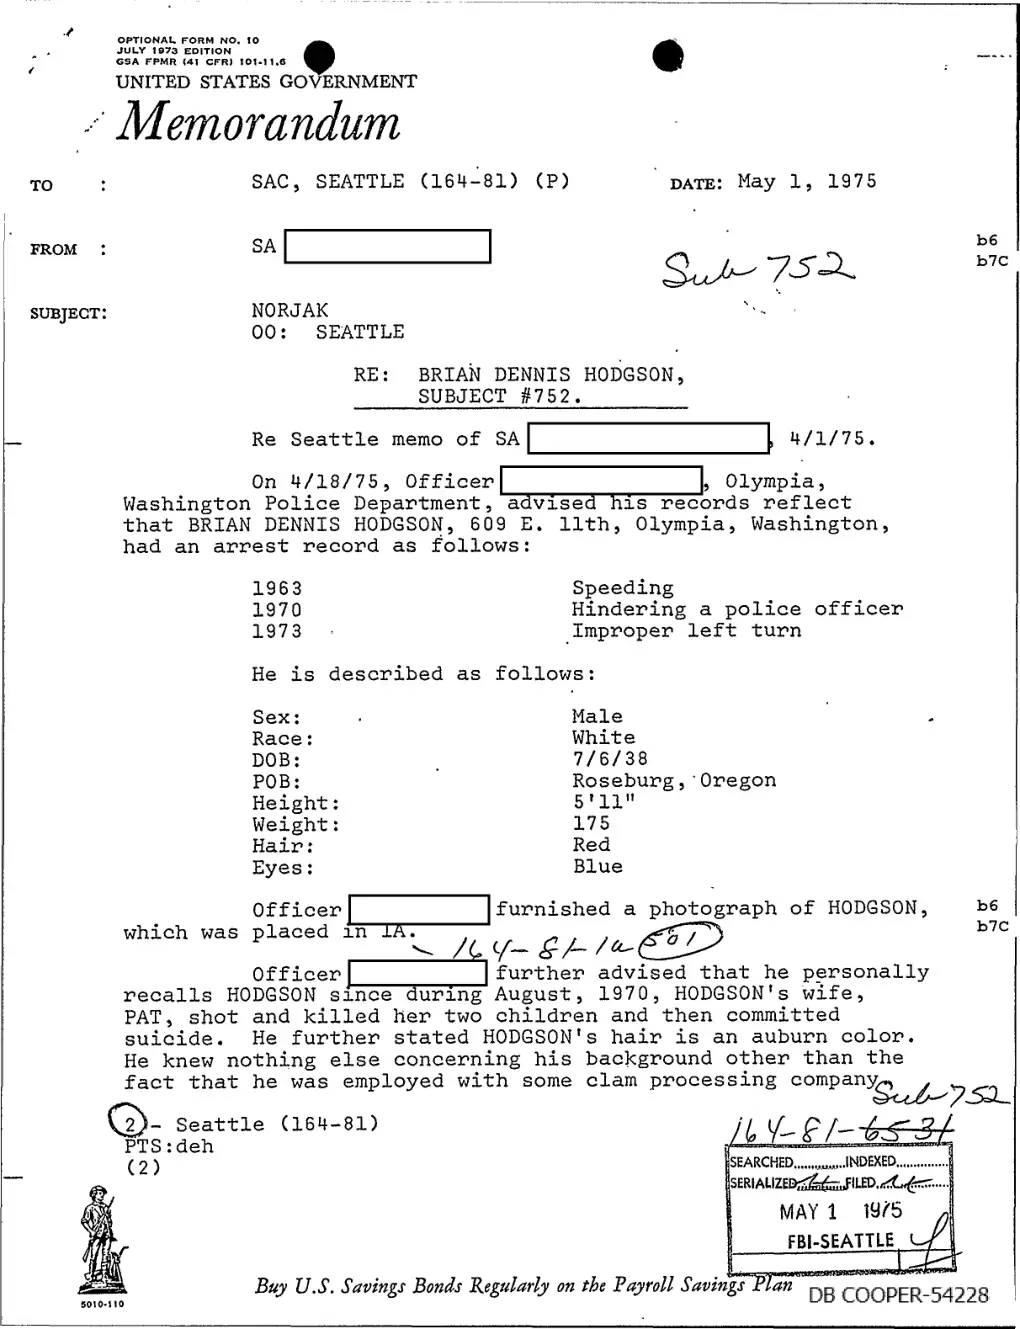 OPTIONAL FORM NO. 10
JULY 1973 EDITION
GSA FPMR (41 CFR) 101-11.6
UNITED STATES GOVERNMENT
Memorandum
TO : SAC, SEATTLE (164-81) (P) DATE: May 1, 1975
FROM : SA b6
b7C
Sub 752
SUBJECT: NORJAK
OO: SEATTLE
RE: BRIAN DENNIS HODGSON,
SUBJECT #752.
Re Seattle memo of SA , 4/1/75.
On 4/18/75, Officer , Olympia,
Washington Police Department, advised his records reflect
that BRIAN DENNIS HODGSON, 609 E. 11th, Olympia, Washington,
had an arrest record as follows:
1963 Speeding
1970 Hindering a police officer
1973 Improper left turn
He is described as follows:
Sex: Male
Race: White
DOB: 7/6/38
POB: Roseburg, Oregon
Height: 5'11"
Weight: 175
Hair: Red
Eyes: Blue
Officer furnished a photograph of HODGSON, b6
which was placed in 1A. b7C
164-81-1a 501
Officer further advised that he personally
recalls HODGSON since during August, 1970, HODGSON's wife,
PAT, shot and killed her two children and then committed
suicide. He further stated HODGSON's hair is an auburn color.
He knew nothing else concerning his background other than the
fact that he was employed with some clam processing company.
Sub 752
2 - Seattle (164-81)
164-81-6531
PTS:deh
(2)
SEARCHED INDEXED
SERIALIZED FILED
MAY 1 1975
FBI-SEATTLE
5010-110
Buy U.S. Savings Bonds Regularly on the Payroll Savings Plan
DB COOPER-54228